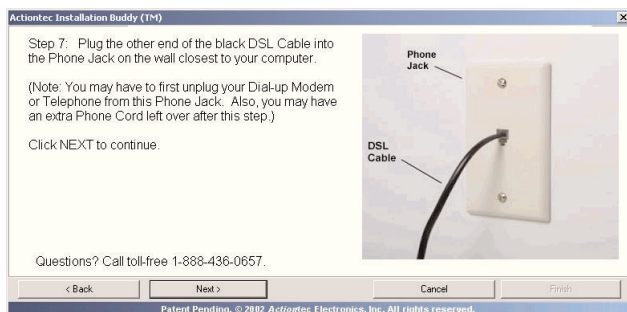 Actiontec Installation Buddy (TM)
Step 7: Plug the other end of the black DSL Cable into
the Phone Jack on the wall closest to your computer.
(Note: You may have to first unplug your Dial-up Modem
or Telephone from this Phone Jack. Also, you may have
an extra Phone Cord left over after this step.)
Click NEXT to continue.
Phone
Jack
DSL
Cable
Questions? Call toll-free 1-888-436-0657.
< Back
Next >
Cancel
Finish
Patent Pending. © 2002 Actiontec Electronics, Inc. All rights reserved.